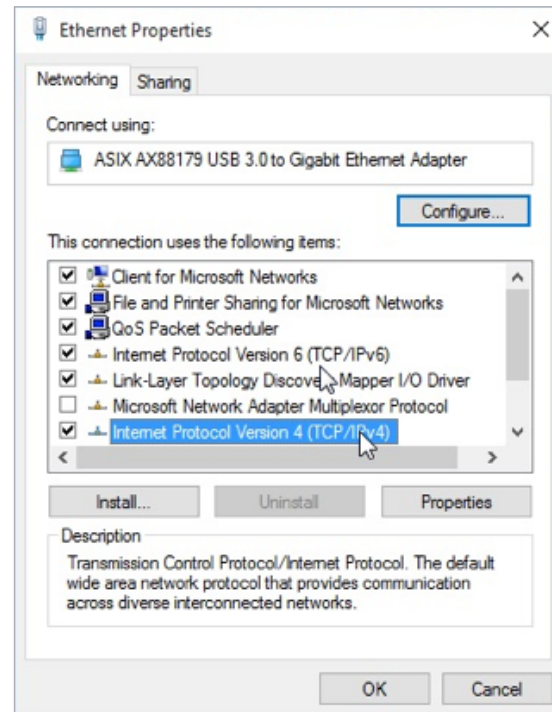 Ethernet Properties
Networking
Sharing
Connect using:
ASIX AX88179 USB 3.0 to Gigabit Ethernet Adapter
Configure...
This connection uses the following items:
Client for Microsoft Networks
File and Printer Sharing for Microsoft Networks
QoS Packet Scheduler
Internet Protocol Version 6 (TCP/IPv6)
Link-Layer Topology Discovery Mapper I/O Driver
Microsoft Network Adapter Multiplexor Protocol
Internet Protocol Version 4 (TCP/IPv4)
Install...
Uninstall
Properties
Description
Transmission Control Protocol/Internet Protocol. The default
wide area network protocol that provides communication
across diverse interconnected networks.
OK
Cancel